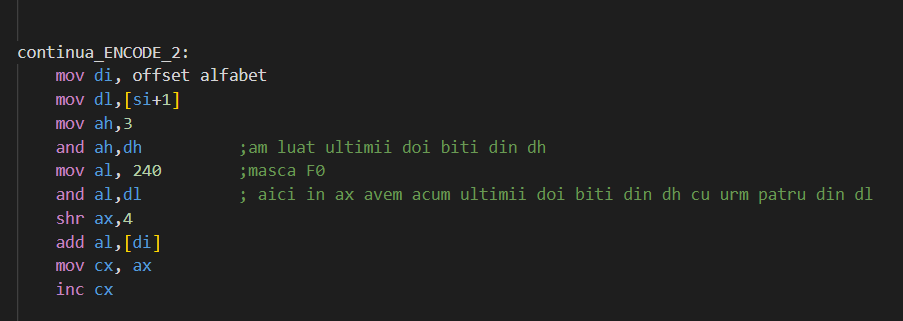 continua_ENCODE_2:
mov di, offset alfabet
mov dl,[si+1]
mov ah,3
and ah,dh ;am luat ultimii doi biti din dh
mov al, 240 ;masca F0
and al,dl ; aici in ax avem acum ultimii doi biti din dh cu urm patru din dl
shr ax,4
add al,[di]
mov cx, ax
inc cx